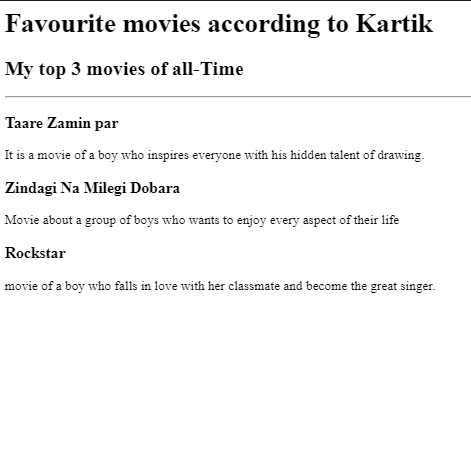 Favourite movies according to Kartik
My top 3 movies of all-Time
Taare Zamin par
It is a movie of a boy who inspires everyone with his hidden talent of drawing.
Zindagi Na Milegi Dobara
Movie about a group of boys who wants to enjoy every aspect of their life
Rockstar
movie of a boy who falls in love with her classmate and become the great singer.